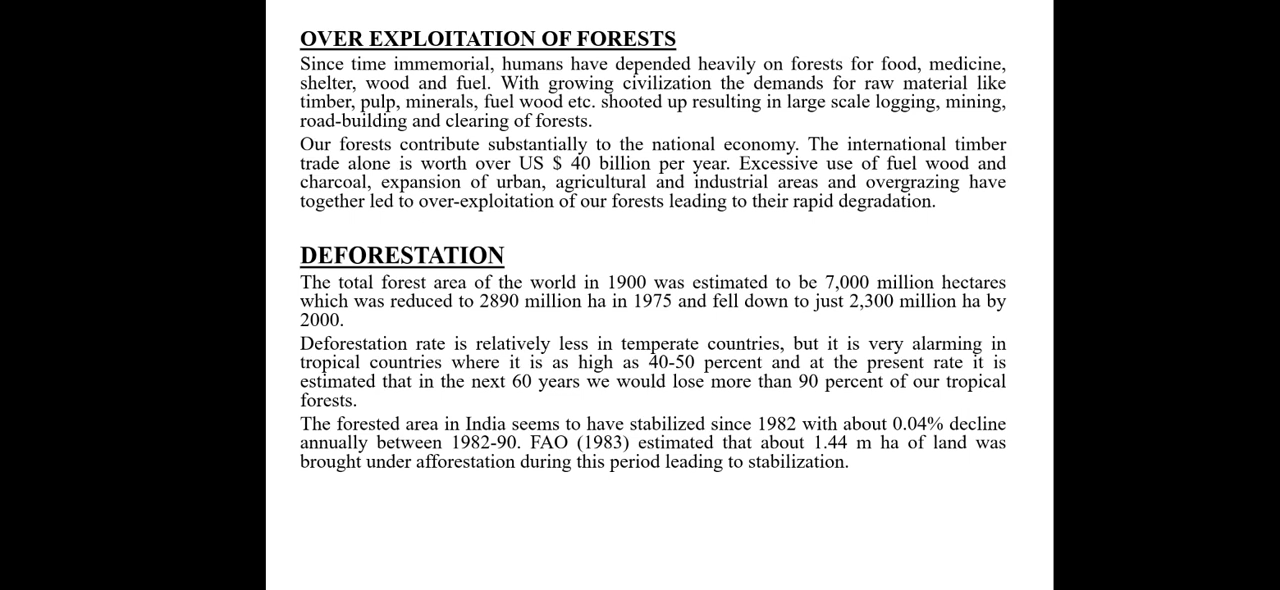 OVER EXPLOITATION OF FORESTS
Since time immemorial, humans have depended heavily on forests for food, medicine,
shelter, wood and fuel. With growing civilization the demands for raw material like
timber, pulp, minerals, fuel wood etc. shooted up resulting in large scale logging, mining,
road-building and clearing of forests.
Our forests contribute substantially to the national economy. The international timber
trade alone is worth over US $ 40 billion per year. Excessive use of fuel wood and
charcoal, expansion of urban, agricultural and industrial areas and overgrazing have
together led to over-exploitation of our forests leading to their rapid degradation.
DEFORESTATION
The total forest area of the world in 1900 was estimated to be 7,000 million hectares
which was reduced to 2890 million ha in 1975 and fell down to just 2,300 million ha by
2000.
Deforestation rate is relatively less in temperate countries, but it is very alarming in
tropical countries where it is as high as 40-50 percent and at the present rate it is
estimated that in the next 60 years we would lose more than 90 percent of our tropical
forests.
The forested area in India seems to have stabilized since 1982 with about 0.04% decline
annually between 1982-90. FAO (1983) estimated that about 1.44 m ha of land was
brought under afforestation during this period leading to stabilization.